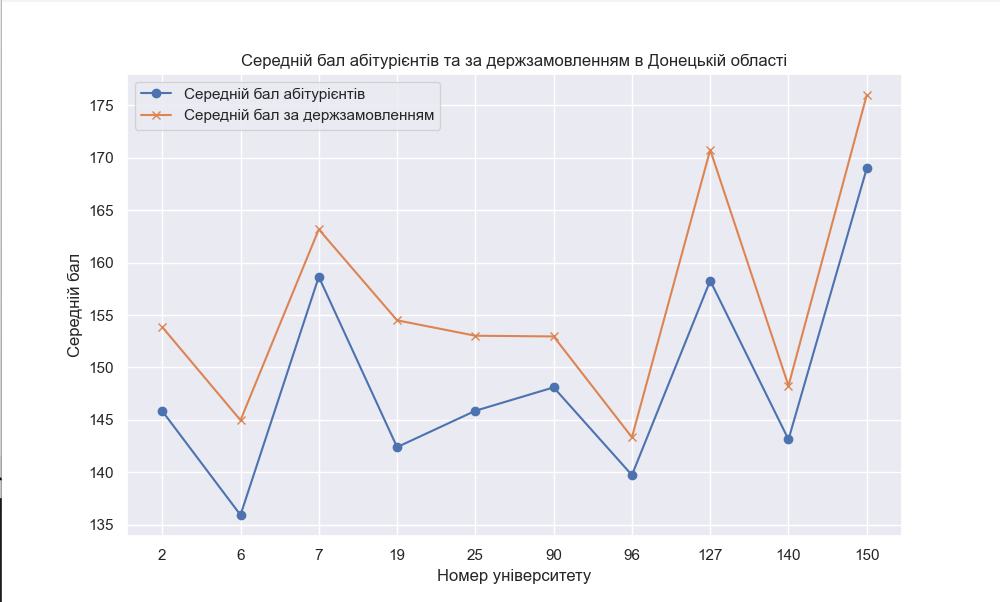 Середній бал абітурієнтів та за держзамовленням в Донецькій області
Середній бал абітурієнтів
Середній бал за держзамовленням
Середній бал
175
170
165
160
155
150
145
140
135
2 6 7 19 25 90 96 127 140 150
Номер університету